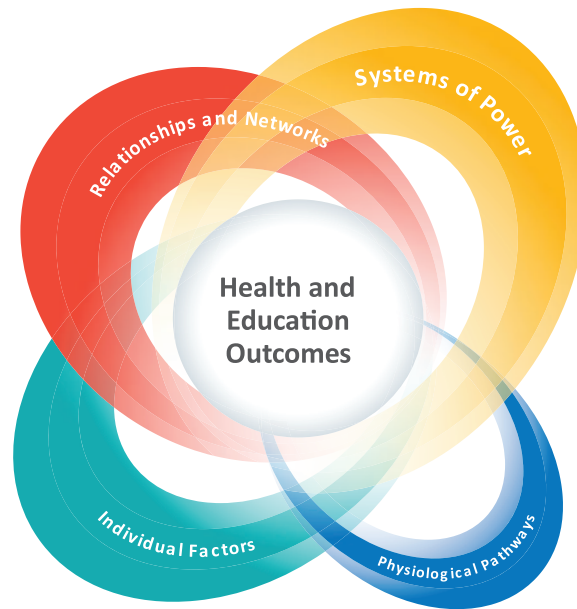 Systems of Power
Relationships and Networks
Health and
Education
Outcomes
Individual Factors
Physiological Pathways